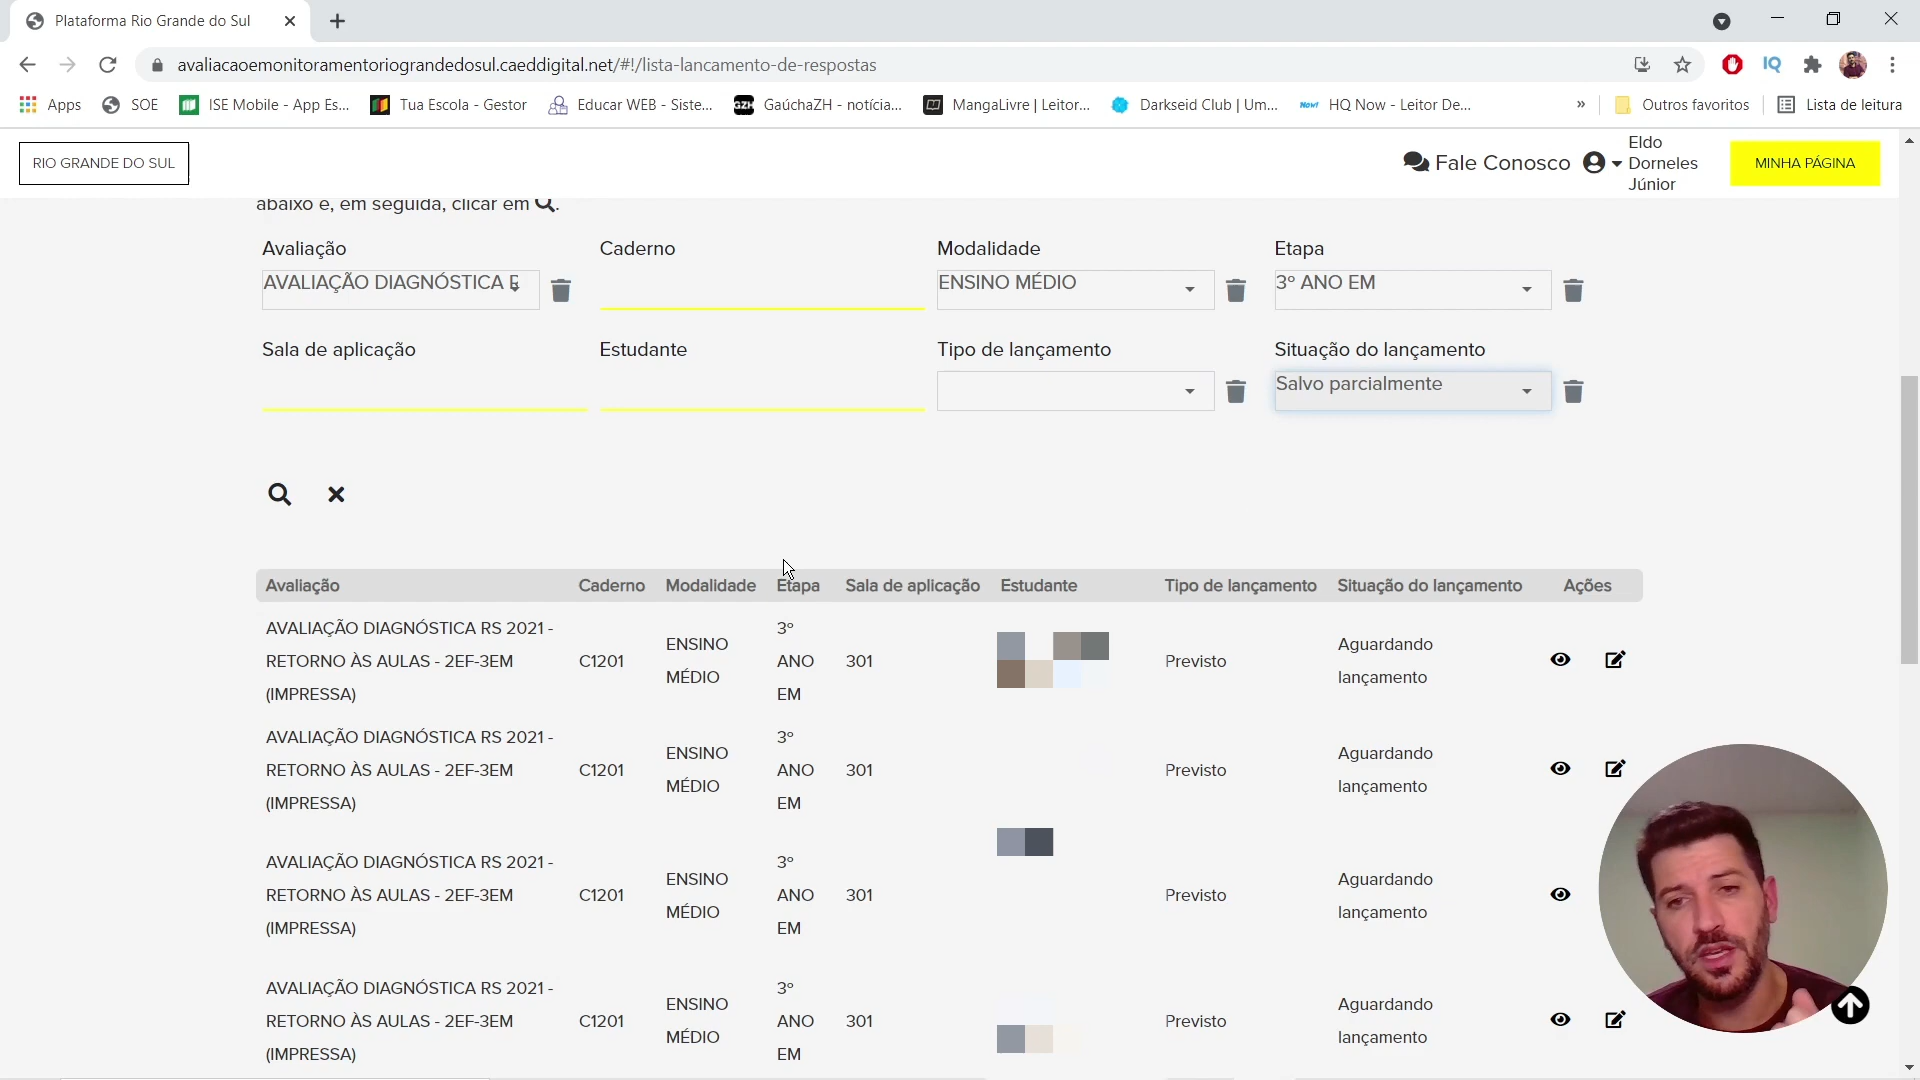 Plataforma Rio Grande do Sul
avaliacaoemonitoramentoriograndedosul.caeddigital.net/#!/lista-lancamento-de-respostas
Apps
SOE
ISE Mobile - App Es...
Tua Escola - Gestor
Educar WEB - Siste...
GZH
GaúchaZH - notícia...
MangaLivre | Leitor...
Darkseid Club | Um...
Now!
HQ Now - Leitor De...
»
Outros favoritos
Lista de leitura
IQ
RIO GRANDE DO SUL
Fale Conosco
Eldo
Dorneles
Júnior
MINHA PÁGINA
abaixo e, em seguida, clicar em
Avaliação
Caderno
Modalidade
Etapa
AVALIAÇÃO DIAGNÓSTICA E
ENSINO MÉDIO
3º ANO EM
Sala de aplicação
Estudante
Tipo de lançamento
Situação do lançamento
Salvo parcialmente
Avaliação Caderno Modalidade Etapa Sala de aplicação Estudante Tipo de lançamento Situação do lançamento Ações
AVALIAÇÃO DIAGNÓSTICA RS 2021 -
RETORNO ÀS AULAS - 2EF-3EM
(IMPRESSA)
C1201
ENSINO
MÉDIO
3º
ANO
EM
301
Previsto
Aguardando
lançamento
AVALIAÇÃO DIAGNÓSTICA RS 2021 -
RETORNO ÀS AULAS - 2EF-3EM
(IMPRESSA)
C1201
ENSINO
MÉDIO
3º
ANO
EM
301
Previsto
Aguardando
lançamento
AVALIAÇÃO DIAGNÓSTICA RS 2021 -
RETORNO ÀS AULAS - 2EF-3EM
(IMPRESSA)
C1201
ENSINO
MÉDIO
3º
ANO
EM
301
Previsto
Aguardando
lançamento
AVALIAÇÃO DIAGNÓSTICA RS 2021 -
RETORNO ÀS AULAS - 2EF-3EM
(IMPRESSA)
C1201
ENSINO
MÉDIO
3º
ANO
EM
301
Previsto
Aguardando
lançamento